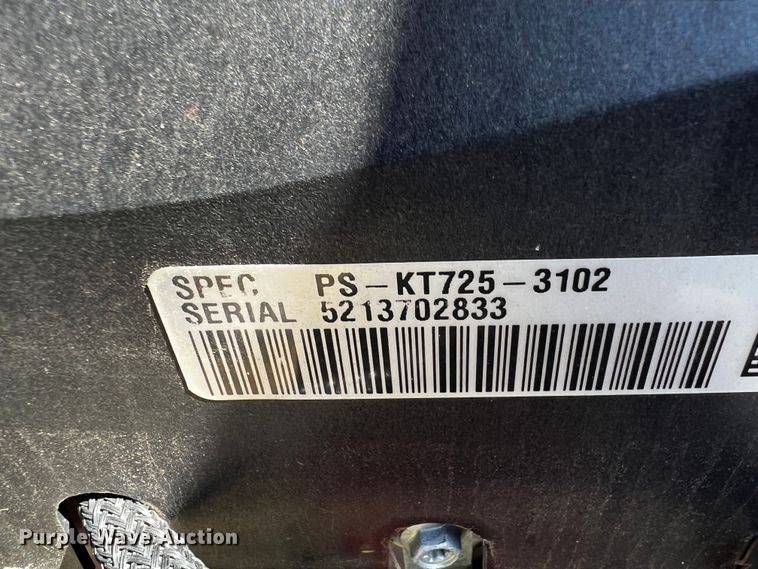 SPEC PS-KT725-3102
SERIAL 5213702833
Purple Wave Auction